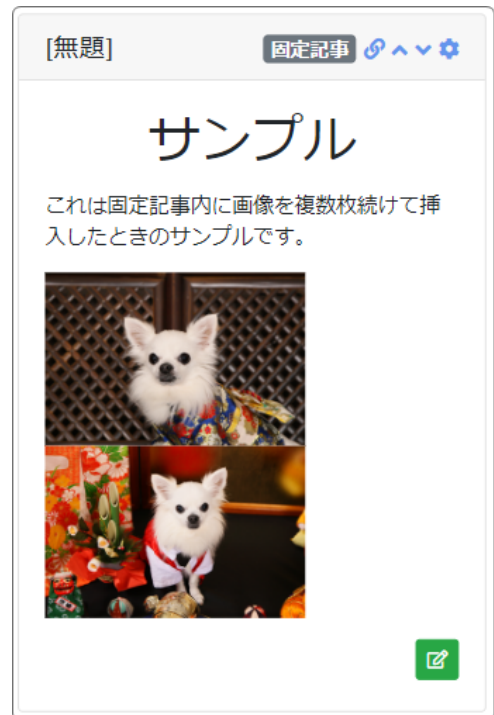 [無題]
固定記事
サンプル
これは固定記事内に画像を複数枚続けて挿
入したときのサンプルです。